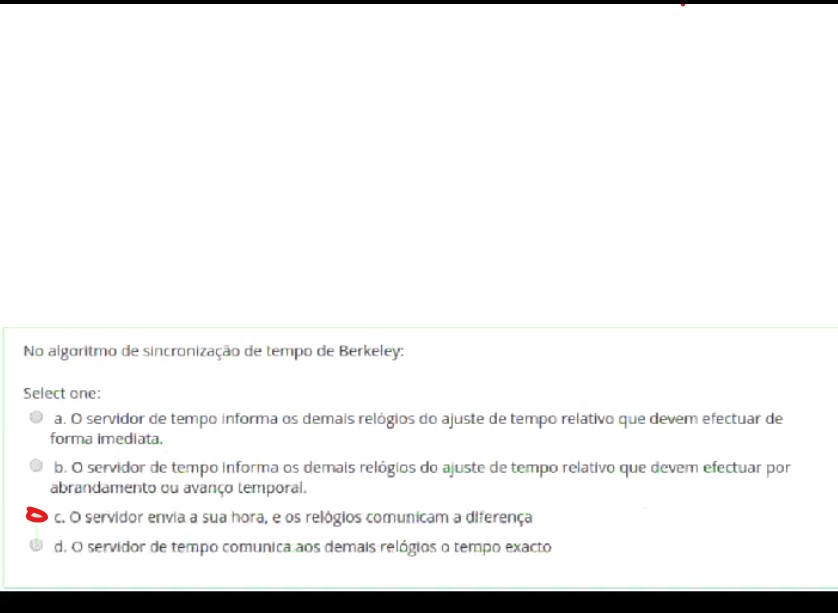 No algoritmo de sincronização de tempo de Berkeley:
Select one:
a. O servidor de tempo informa os demais relógios do ajuste de tempo relativo que devem efectuar de
forma imediata.
b. O servidor de tempo informa os demais relógios do ajuste de tempo relativo que devem efectuar por
abrandamento ou avanço temporal.
c. O servidor envia a sua hora, e os relógios comunicam a diferença
d. O servidor de tempo comunica aos demais relógios o tempo exacto